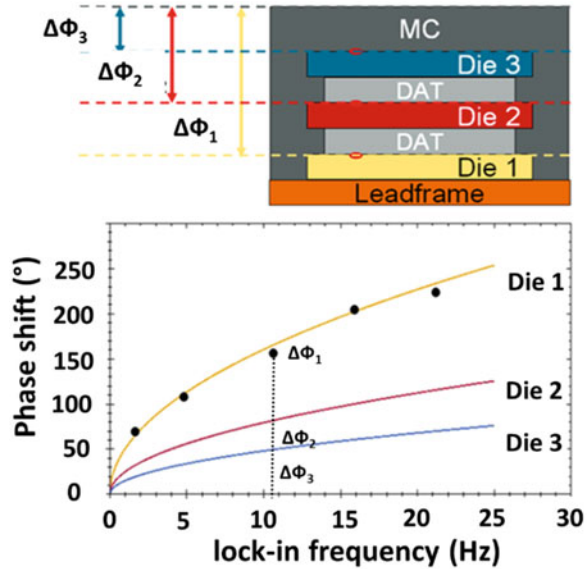 ΔΦ3
ΔΦ2
ΔΦ1
MC
Die 3
DAT
Die 2
DAT
Die 1
Leadframe
Phase shift (°)
250
200
150
100
50
0
ΔΦ1
ΔΦ2
ΔΦ3
Die 1
Die 2
Die 3
0 5 10 15 20 25 30
lock-in frequency (Hz)